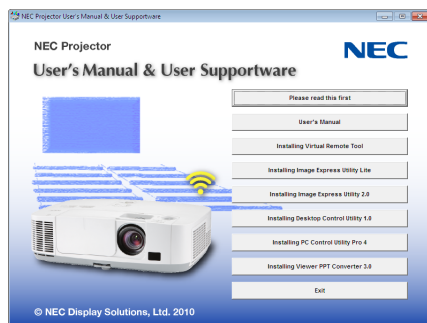 NEC Projector User's Manual & User Supportware
NEC Projector
NEC
User's Manual & User Supportware
Please read this first
User's Manual
Installing Virtual Remote Tool
Installing Image Express Utility Lite
Installing Image Express Utility 2.0
Installing Desktop Control Utility 1.0
Installing PC Control Utility Pro 4
Installing Viewer PPT Converter 3.0
Exit
© NEC Display Solutions, Ltd. 2010